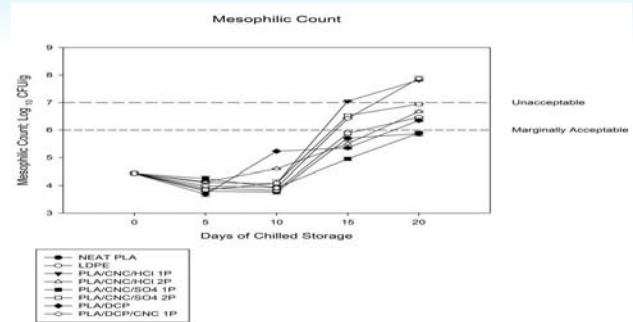 Mesophilic Count
Mesophilic Count; Log 10 CFU/g
9
8
7
6
5
4
3
Unacceptable
Marginally Acceptable
0 5 10 15 20
Days of Chilled Storage
NEAT PLA
LDPE
PLA/CNC/HCl 1P
PLA/CNC/HCl 2P
PLA/CNC/SO4 1P
PLA/CNC/SO4 2P
PLA/DCP
PLA/DCP/CNC 1P